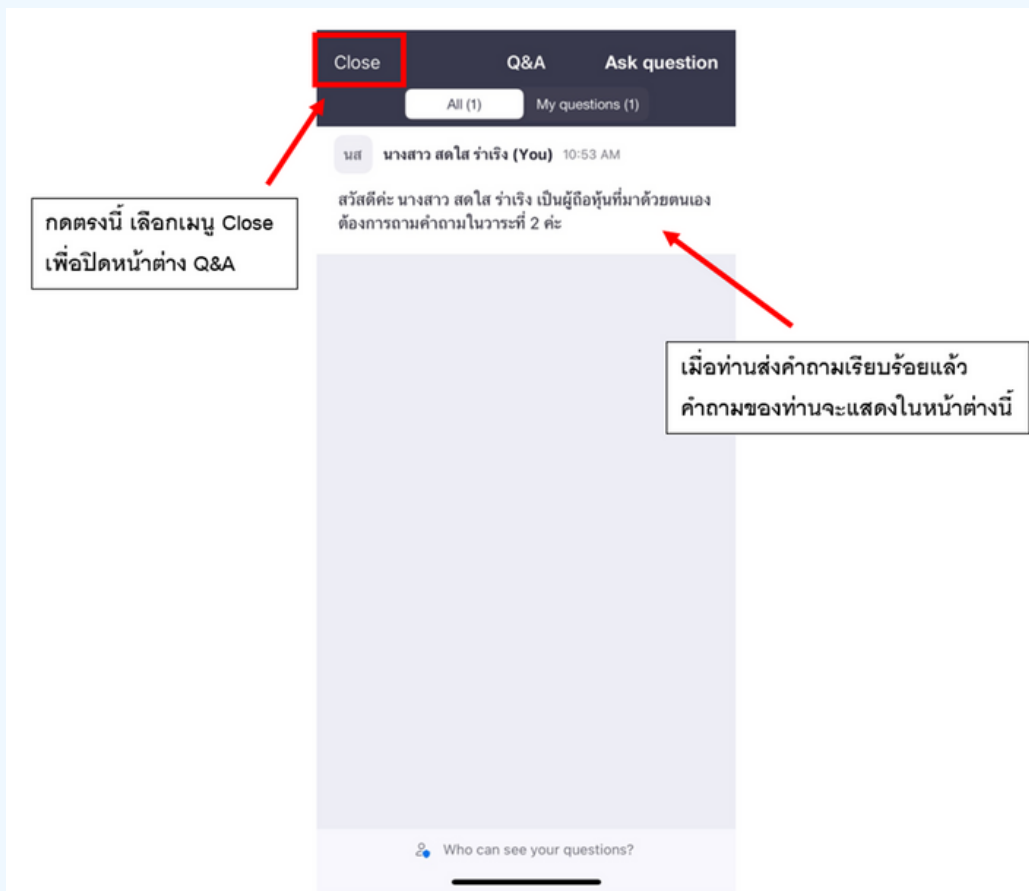 Close Q&A Ask question
All (1) My questions (1)
นส นางสาว สดใส ร่าเริง (You) 10:53 AM
สวัสดีค่ะ นางสาว สดใส ร่าเริง เป็นผู้ถือหุ้นที่มาด้วยตนเอง
ต้องการถามคำถามในวาระที่ 2 ค่ะ
กดตรงนี้ เลือกเมนู Close
เพื่อปิดหน้าต่าง Q&A
เมื่อท่านส่งคำถามเรียบร้อยแล้ว
คำถามของท่านจะแสดงในหน้าต่างนี้
Who can see your questions?